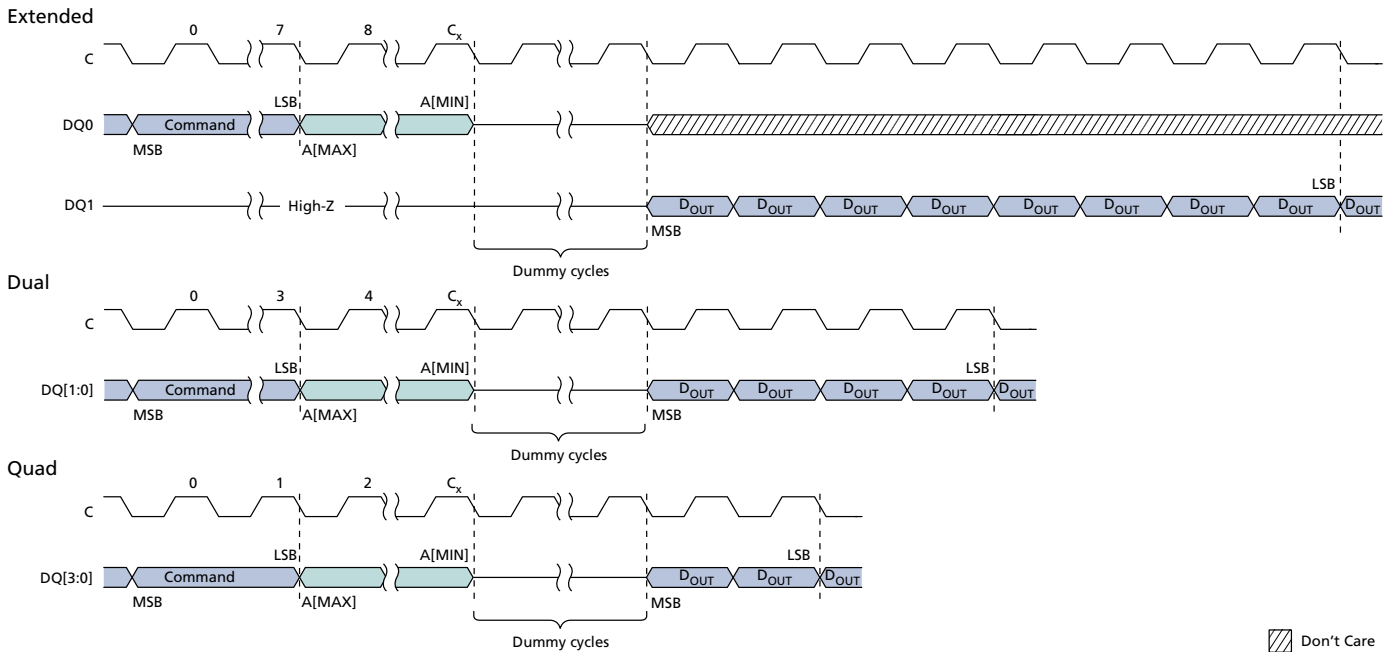 Extended
0 7 8 Cx
C
LSB A[MIN]
DQ0 Command
MSB A[MAX]
LSB
DQ1 High-Z DOUT DOUT DOUT DOUT DOUT DOUT DOUT DOUT DOUT
MSB
Dummy cycles
Dual
0 3 4 Cx
C
LSB A[MIN] LSB
DQ[1:0] Command DOUT DOUT DOUT DOUT DOUT
MSB A[MAX] MSB
Dummy cycles
Quad
0 1 2 Cx
C
LSB A[MIN] LSB
DQ[3:0] Command DOUT DOUT DOUT
MSB A[MAX] MSB
Dummy cycles
Don't Care